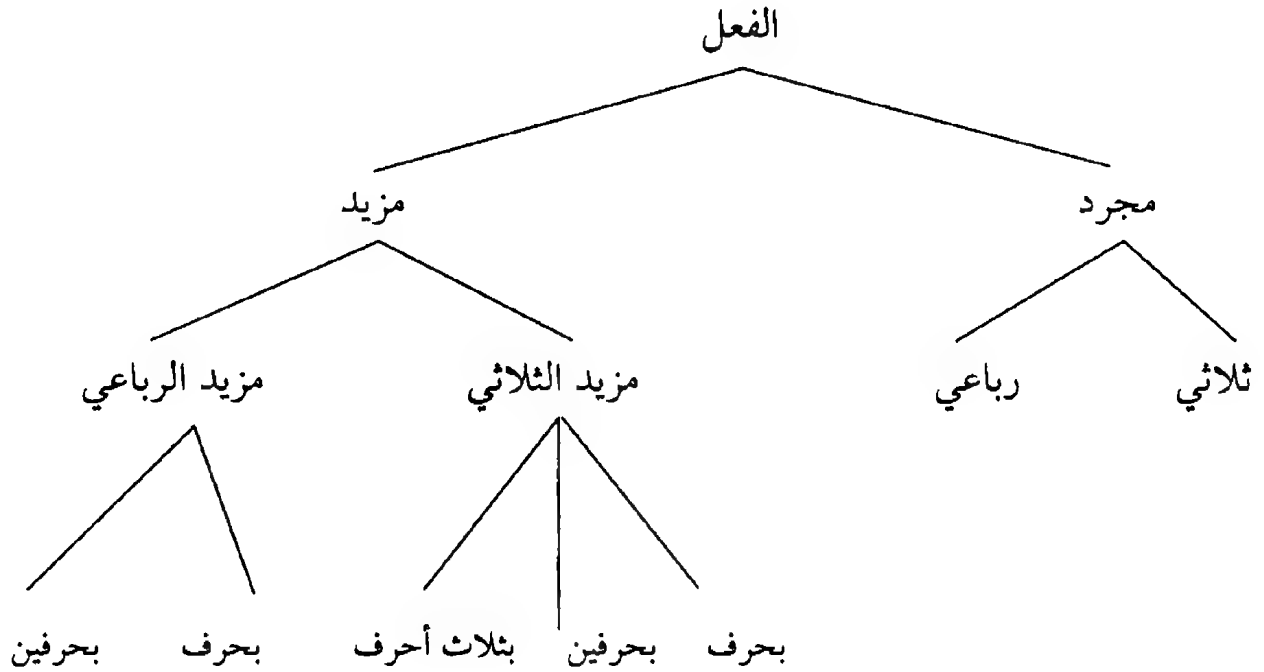 الفعل
مجرد مزيد
ثلاثي رباعي مزيد الثلاثي مزيد الرباعي
بحرف بحرفين بثلاث أحرف بحرف بحرفين